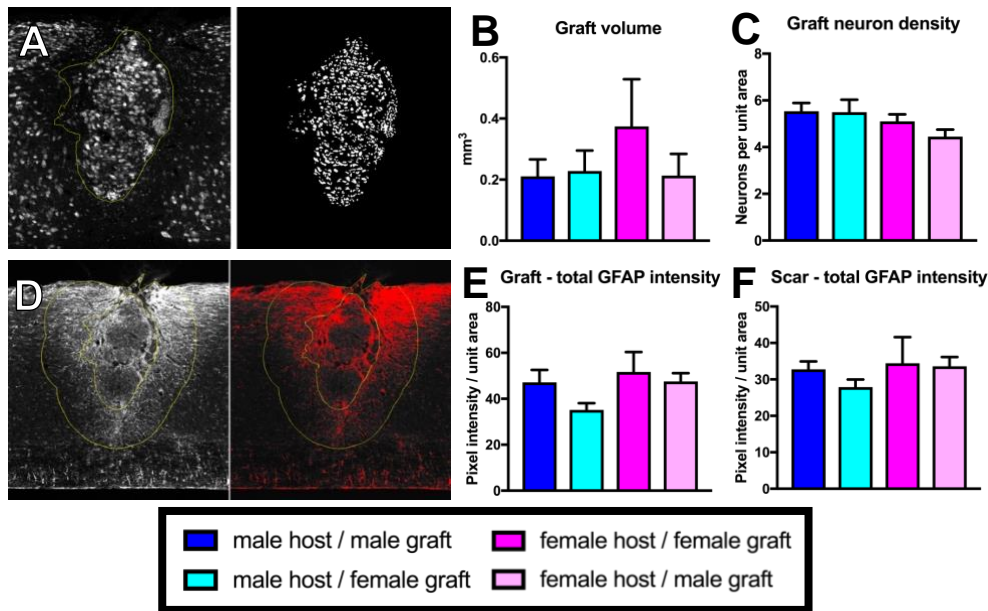 A
B
Graft volume
mm3
0.6
0.4
0.2
0.0
C
Graft neuron density
Neurons per unit area
8
6
4
2
0
D
E
Graft - total GFAP intensity
Pixel intensity / unit area
80
60
40
20
0
F
Scar - total GFAP intensity
Pixel intensity / unit area
50
40
30
20
10
0
male host / male graft
female host / female graft
male host / female graft
female host / male graft